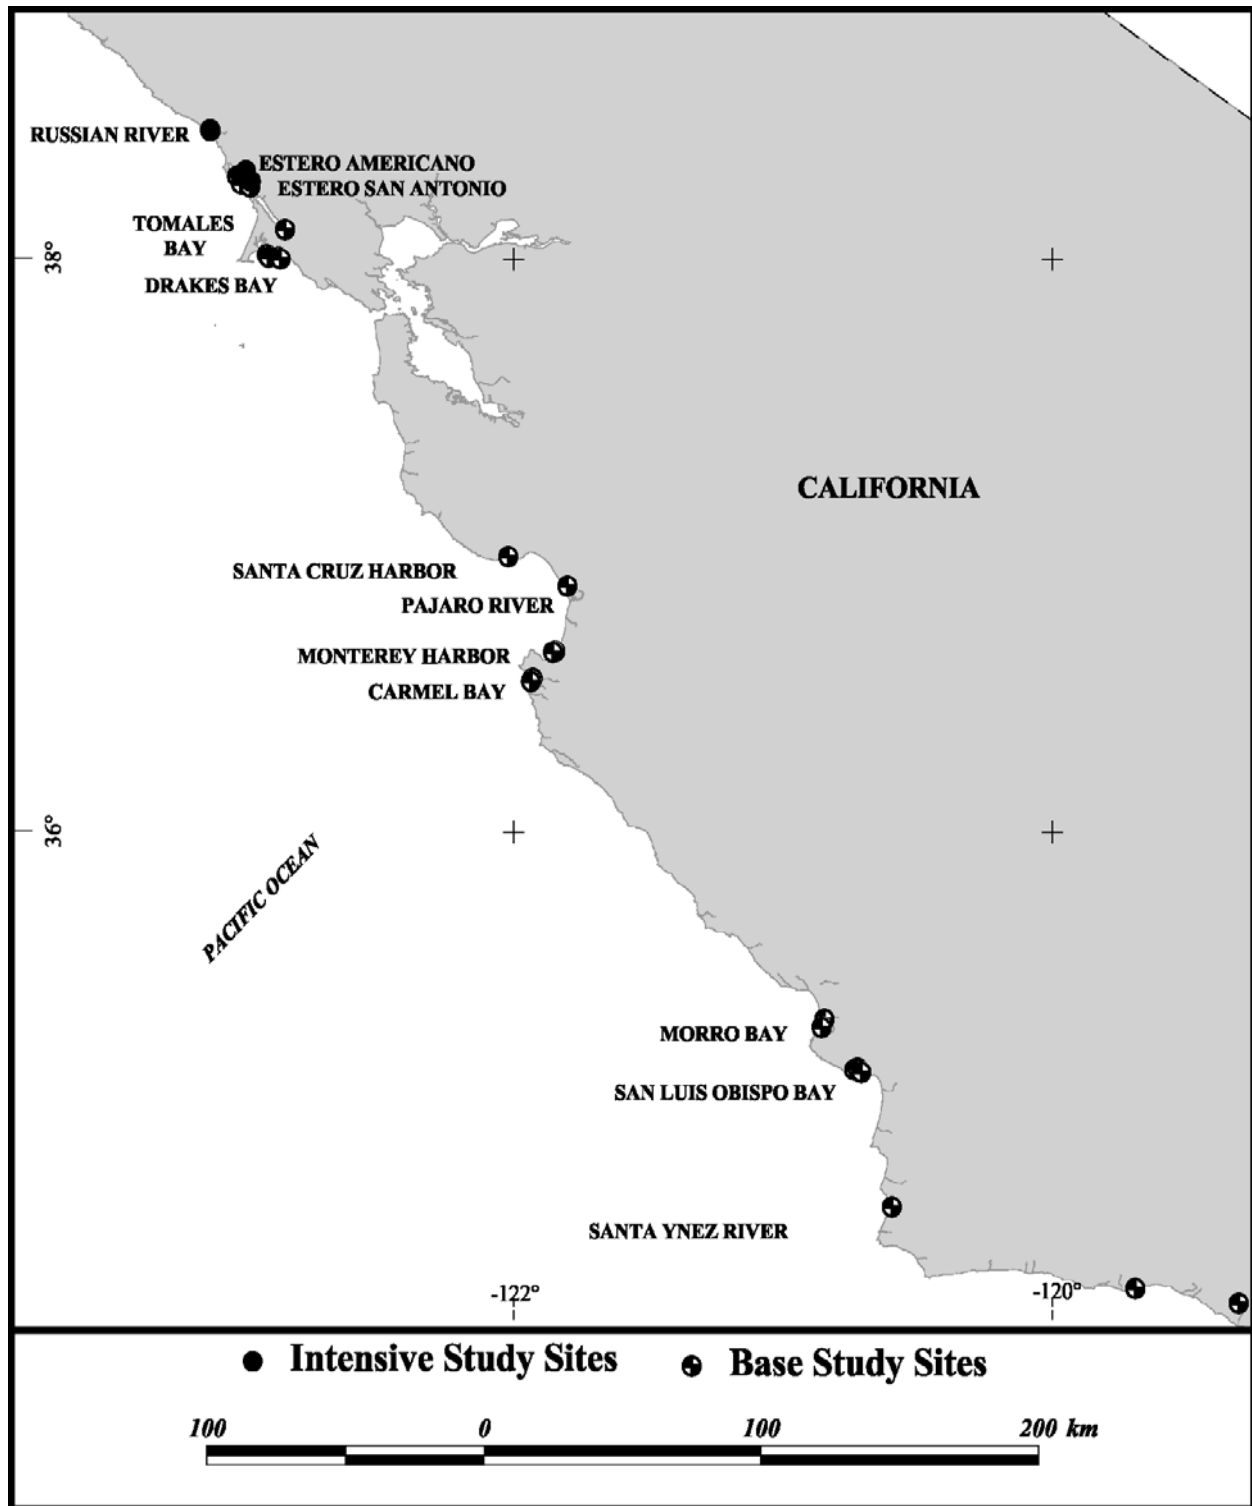 RUSSIAN RIVER
ESTERO AMERICANO
ESTERO SAN ANTONIO
TOMALES
BAY
38°
DRAKES BAY
CALIFORNIA
SANTA CRUZ HARBOR
PAJARO RIVER
MONTEREY HARBOR
CARMEL BAY
36°
PACIFIC OCEAN
MORRO BAY
SAN LUIS OBISPO BAY
SANTA YNEZ RIVER
-122°
-120°
Intensive Study Sites
Base Study Sites
100 0 100 200 km